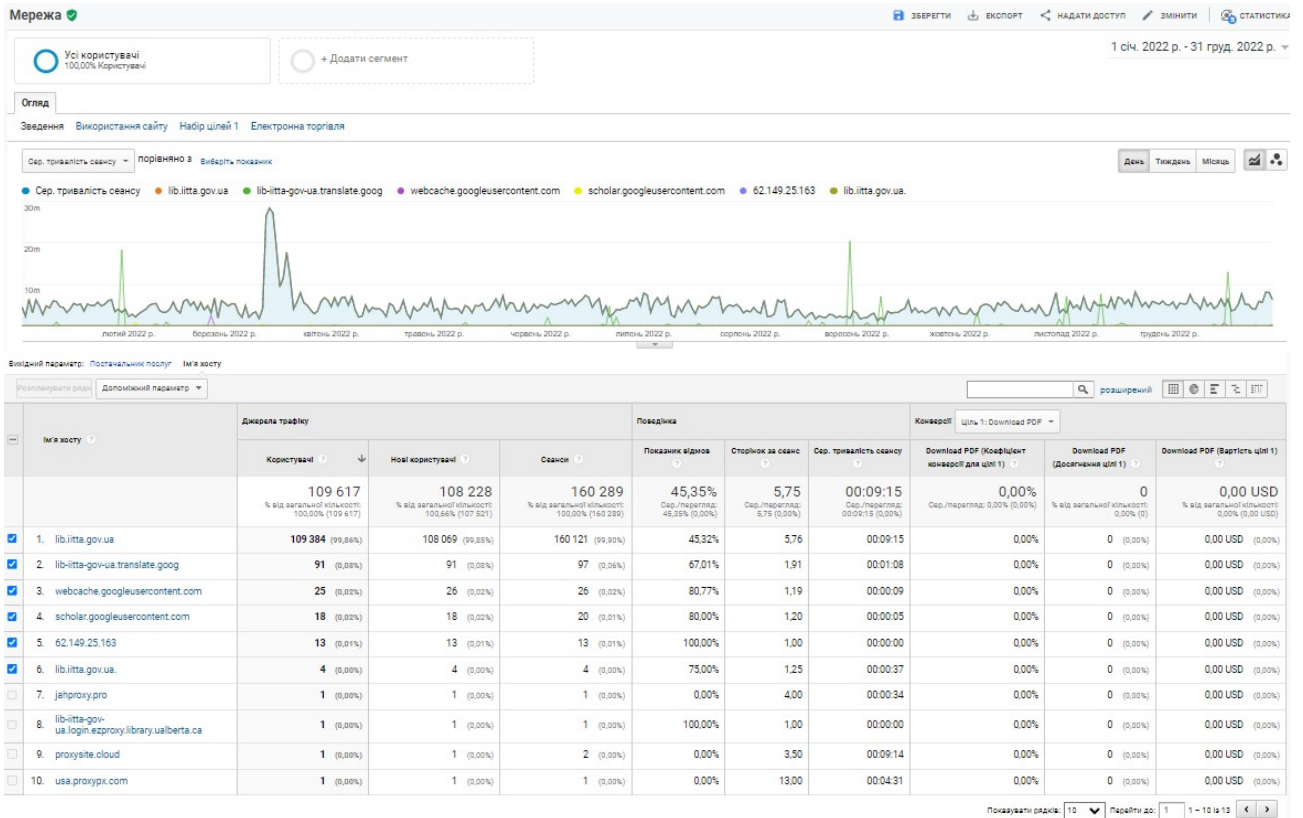 Мережа
ЗБЕРЕГТИ ЕКСПОРТ НАДАТИ ДОСТУП ЗМІНИТИ СТАТИСТИКА
Усі користувачі
100,00% Користувачі
+ Додати сегмент
1 січ. 2022 р. - 31 груд. 2022 р.
Огляд
Зведення Використання сайту Набір цілей 1 Електронна торгівля
Сер. тривалість сеансу порівняно з Виберіть показник
День Тиждень Місяць
Сер. тривалість сеансу lib.iitta.gov.ua lib-iitta-gov-ua.translate.goog webcache.googleusercontent.com scholar.googleusercontent.com 62.149.25.163 lib.iitta.gov.ua.
30m
20m
10m
лютий 2022 р. березень 2022 р. квітень 2022 р. травень 2022 р. червень 2022 р. липень 2022 р. серпень 2022 р. вересень 2022 р. жовтень 2022 р. листопад 2022 р. грудень 2022 р.
Вихідний параметр: Постачальник послуг Ім'я хосту
Розпланувати рядки Допоміжний параметр розширений
Ім'я хосту Джерела трафіку Поведінка Конверсії Ціль 1: Download PDF
Користувачі Нові користувачі Сеанси Показник відмов Сторінок за сеанс Сер. тривалість сеансу Download PDF (Коефіцієнт конверсії для цілі 1) Download PDF (Досягнення цілі 1) Download PDF (Вартість цілі 1)
109 617 108 228 160 289 45,35% 5,75 00:09:15 0,00% 0 0,00 USD
% від загальної кількості: 100,00% (109 617) % від загальної кількості: 100,66% (107 521) % від загальної кількості: 100,00% (160 289) Сер./перегляд: 45,35% (0,00%) Сер./перегляд: 5,75 (0,00%) Сер./перегляд: 00:09:15 (0,00%) Сер./перегляд: 0,00% (0,00%) % від загальної кількості: 0,00% (0) % від загальної кількості: 0,00% (0,00 USD)
1. lib.iitta.gov.ua 109 384 (99,86%) 108 069 (99,85%) 160 121 (99,90%) 45,32% 5,76 00:09:15 0,00% 0 (0,00%) 0,00 USD (0,00%)
2. lib-iitta-gov-ua.translate.goog 91 (0,08%) 91 (0,08%) 97 (0,06%) 67,01% 1,91 00:01:08 0,00% 0 (0,00%) 0,00 USD (0,00%)
3. webcache.googleusercontent.com 25 (0,02%) 26 (0,02%) 26 (0,02%) 80,77% 1,19 00:00:09 0,00% 0 (0,00%) 0,00 USD (0,00%)
4. scholar.googleusercontent.com 18 (0,02%) 18 (0,02%) 20 (0,01%) 80,00% 1,20 00:00:05 0,00% 0 (0,00%) 0,00 USD (0,00%)
5. 62.149.25.163 13 (0,01%) 13 (0,01%) 13 (0,01%) 100,00% 1,00 00:00:00 0,00% 0 (0,00%) 0,00 USD (0,00%)
6. lib.iitta.gov.ua. 4 (0,00%) 4 (0,00%) 4 (0,00%) 75,00% 1,25 00:00:37 0,00% 0 (0,00%) 0,00 USD (0,00%)
7. jahproxy.pro 1 (0,00%) 1 (0,00%) 1 (0,00%) 0,00% 4,00 00:00:34 0,00% 0 (0,00%) 0,00 USD (0,00%)
8. lib-iitta-gov-
ua.login.ezproxy.library.ualberta.ca 1 (0,00%) 1 (0,00%) 1 (0,00%) 100,00% 1,00 00:00:00 0,00% 0 (0,00%) 0,00 USD (0,00%)
9. proxysite.cloud 1 (0,00%) 1 (0,00%) 2 (0,00%) 0,00% 3,50 00:09:14 0,00% 0 (0,00%) 0,00 USD (0,00%)
10. usa.proxypx.com 1 (0,00%) 1 (0,00%) 1 (0,00%) 0,00% 13,00 00:04:31 0,00% 0 (0,00%) 0,00 USD (0,00%)
Показувати рядків: 10 Перейти до: 1 1 – 10 із 13